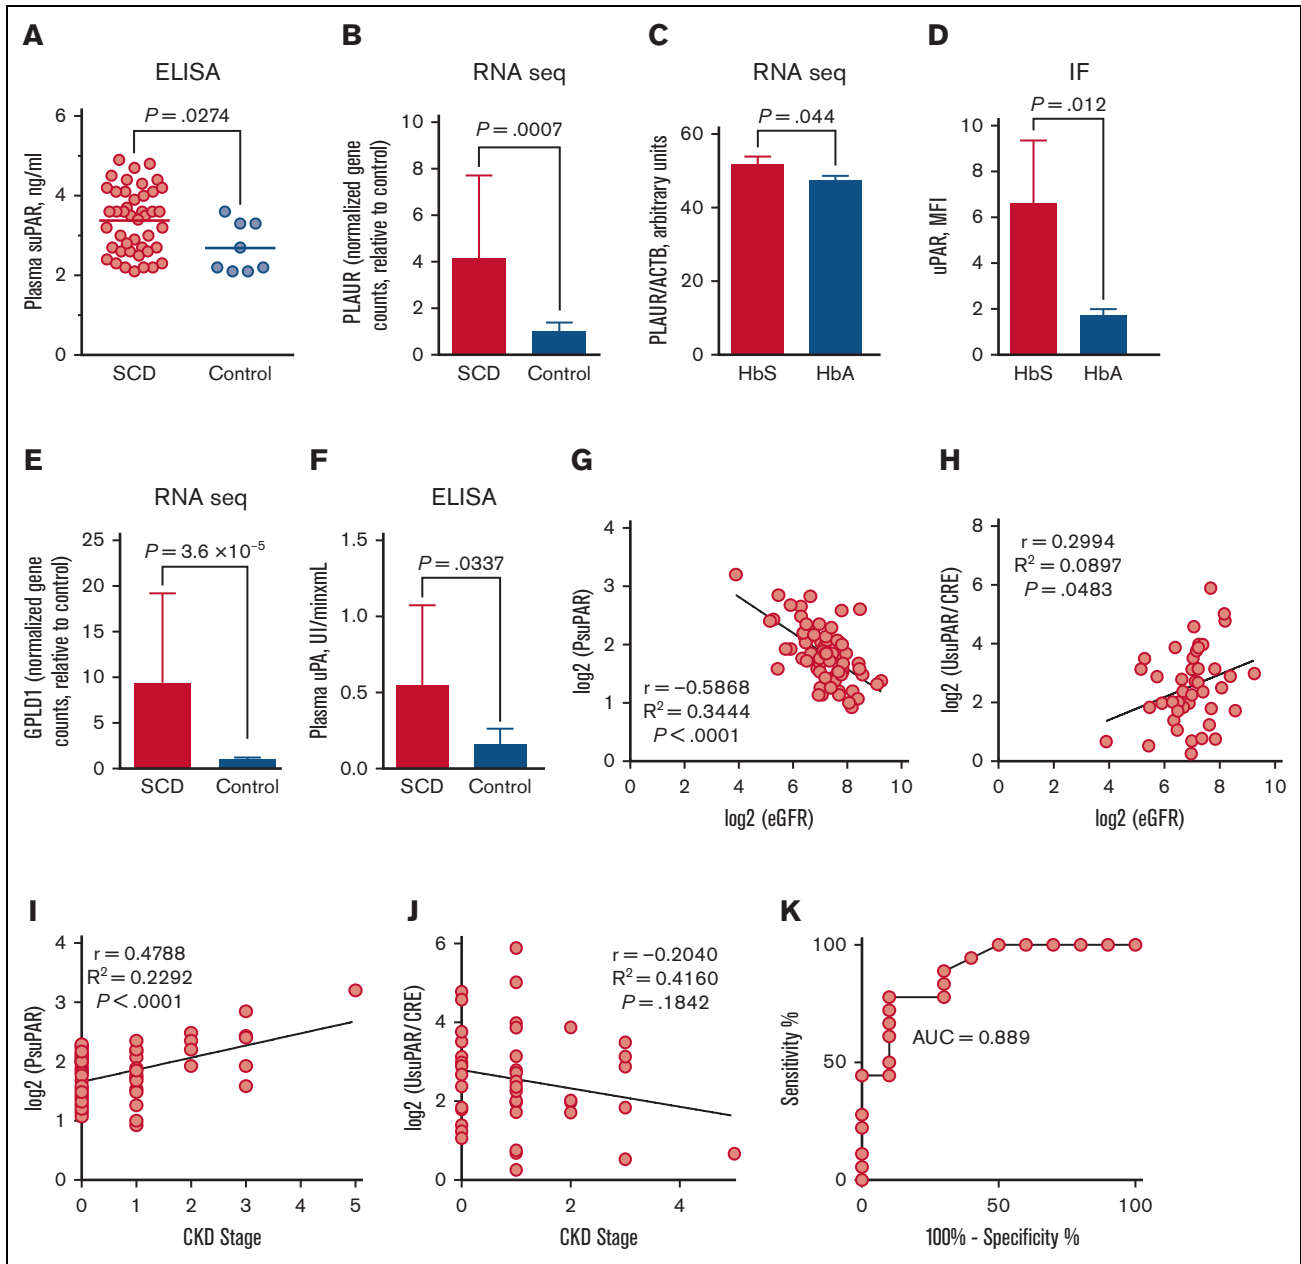 A
ELISA
P = .0274
Plasma suPAR, ng/ml
6
4
2
0
SCD
Control
B
RNA seq
P = .0007
PLAUR (normalized gene
counts, relative to control)
10
8
6
4
2
0
SCD
Control
C
RNA seq
P = .044
PLAUR/ACTB, arbitrary units
60
40
20
0
HbS
HbA
D
IF
P = .012
uPAR, MFI
10
8
6
4
2
0
HbS
HbA
E
RNA seq
P = 3.6 ×10⁻⁵
GPLD1 (normalized gene
counts, relative to control)
25
20
15
10
5
0
SCD
Control
F
ELISA
P = .0337
Plasma uPA, UI/minxmL
1.5
1.0
0.5
0.0
SCD
Control
G
log2 (PsuPAR)
4
3
2
1
0
r = –0.5868
R² = 0.3444
P < .0001
0 2 4 6 8 10
log2 (eGFR)
H
log2 (UsuPAR/CRE)
8
6
4
2
0
r = 0.2994
R² = 0.0897
P = .0483
0 2 4 6 8 10
log2 (eGFR)
I
log2 (PsuPAR)
4
3
2
1
0
r = 0.4788
R² = 0.2292
P < .0001
0 1 2 3 4 5
CKD Stage
J
log2 (UsuPAR/CRE)
6
4
2
0
r = –0.2040
R² = 0.4160
P = .1842
0 2 4
CKD Stage
K
Sensitivity %
100
50
0
AUC = 0.889
0 50 100
100% - Specificity %